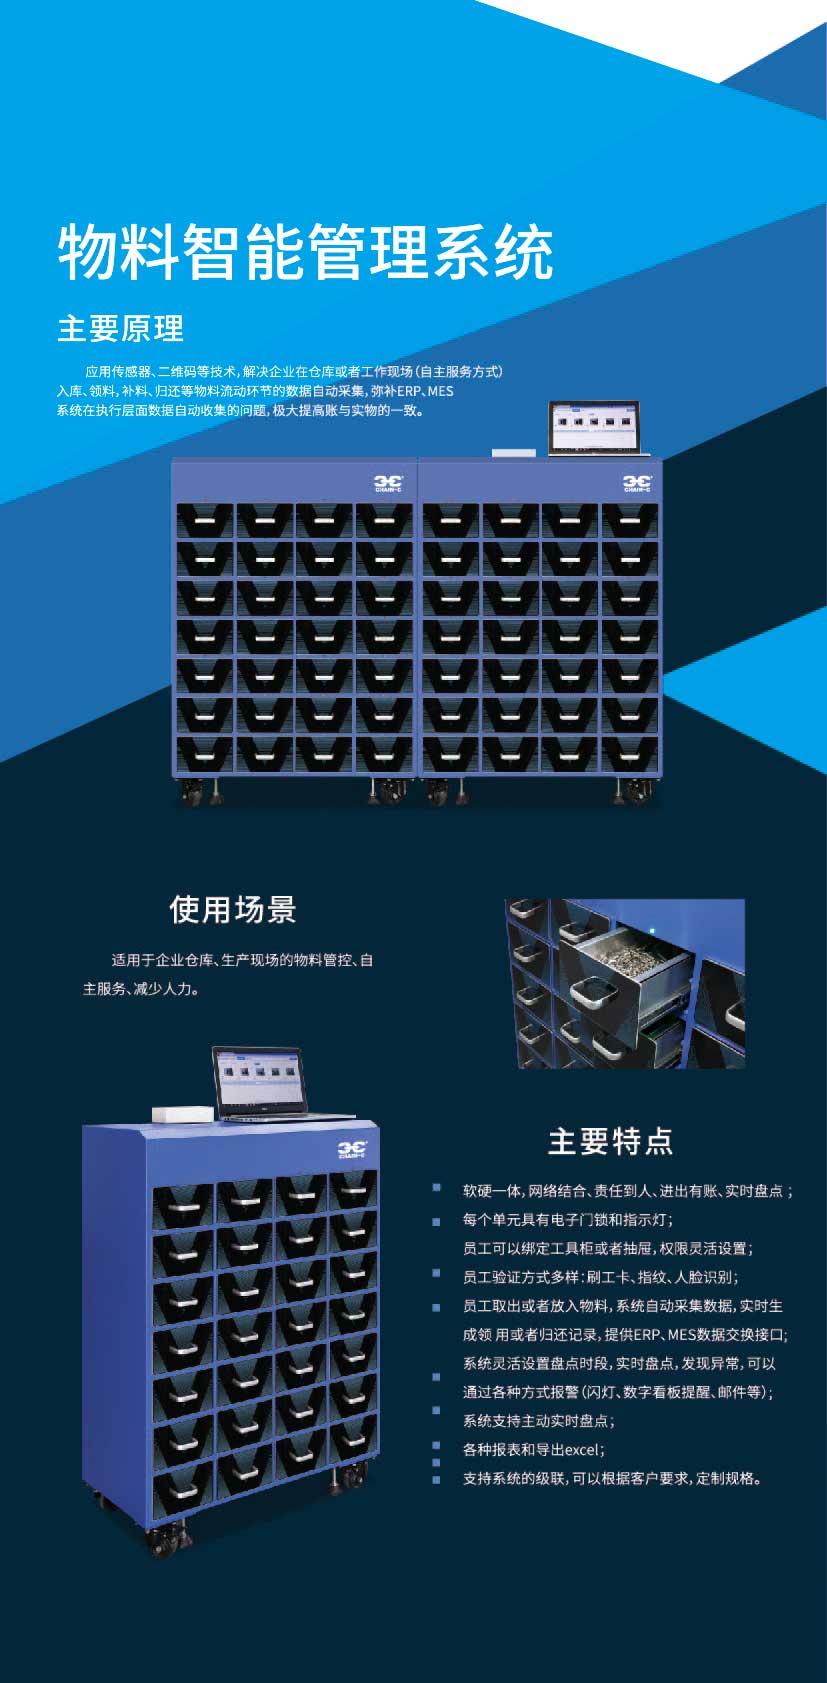 物料智能管理系统
主要原理
应用传感器、二维码等技术,解决企业在仓库或者工作现场(自主服务方式)
入库、领料,补料、归还等物料流动环节的数据自动采集,弥补ERP、MES
系统在执行层面数据自动收集的问题,极大提高账与实物的一致。
CHAIN-C
CHAIN-C
使用场景
适用于企业仓库、生产现场的物料管控、自
主服务、减少人力。
CHAIN-C
主要特点
软硬一体,网络结合、责任到人、进出有账、实时盘点;
每个单元具有电子门锁和指示灯;
员工可以绑定工具柜或者抽屉,权限灵活设置;
员工验证方式多样:刷工卡、指纹、人脸识别;
员工取出或者放入物料,系统自动采集数据,实时生
成领 用或者归还记录,提供ERP、MES数据交换接口;
系统灵活设置盘点时段,实时盘点,发现异常,可以
通过各种方式报警(闪灯、数字看板提醒、邮件等);
系统支持主动实时盘点;
各种报表和导出excel;
支持系统的级联,可以根据客户要求,定制规格。